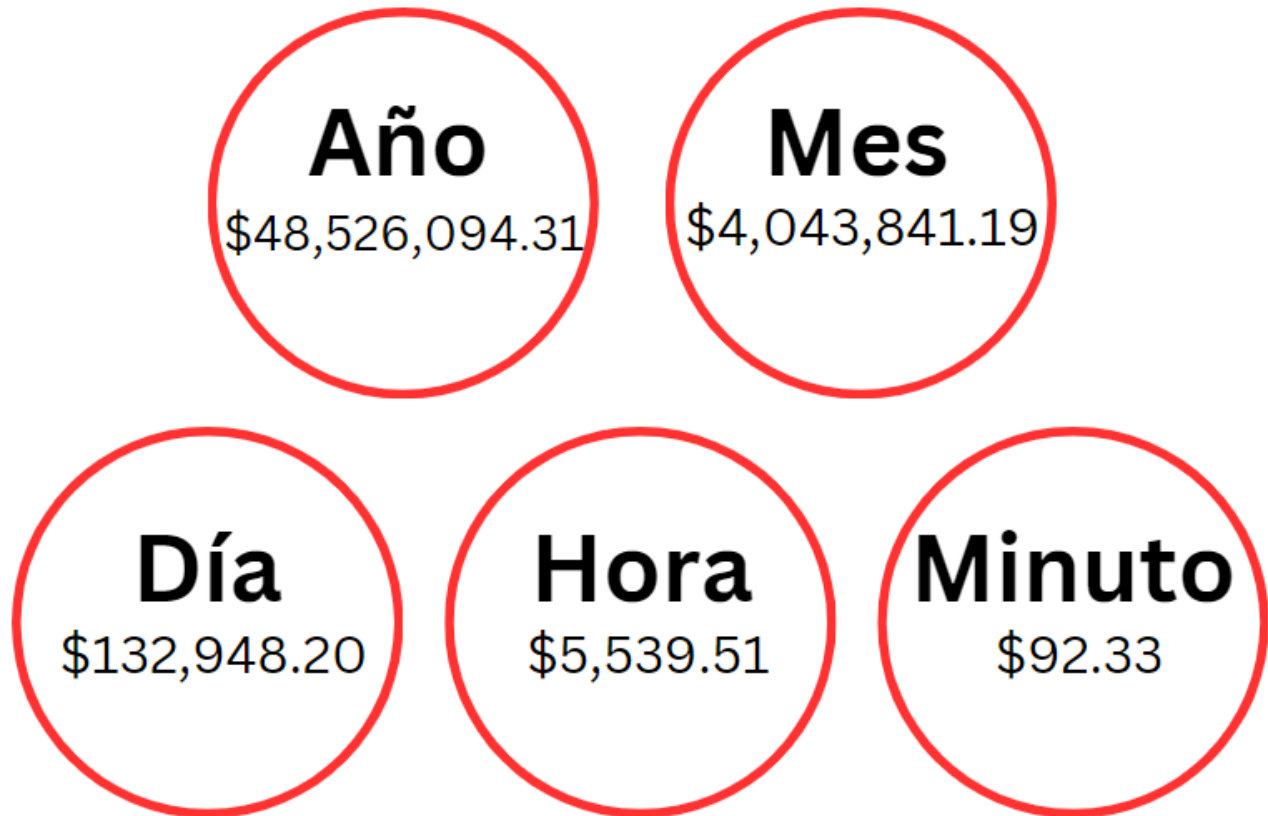 Año
$48,526,094.31
Mes
$4,043,841.19
Día
$132,948.20
Hora
$5,539.51
Minuto
$92.33